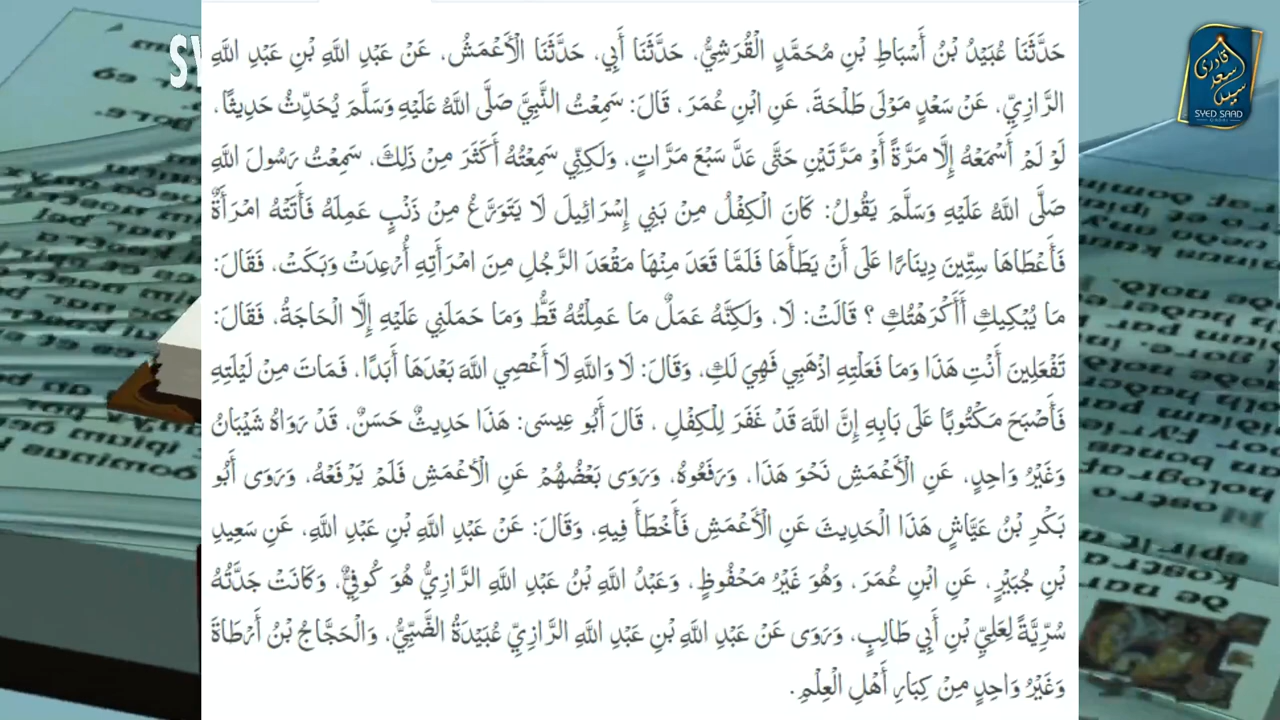 حَدَّثَنَا عُبَيْدُ بْنُ أَسْبَاطِ بْنِ مُحَمَّدٍ الْقُرَشِيُّ، حَدَّثَنَا أَبِي، حَدَّثَنَا الْأَعْمَشُ، عَنْ عَبْدِ اللَّهِ بْنِ عَبْدِ اللَّهِ
الرَّازِيِّ، عَنْ سَعْدٍ مَوْلَى طَلْحَةَ، عَنِ ابْنِ عُمَرَ، قَالَ: سَمِعْتُ النَّبِيَّ صَلَّى اللَّهُ عَلَيْهِ وَسَلَّمَ يُحَدِّثُ حَدِيثًا،
لَوْ لَمْ أَسْمَعْهُ إِلَّا مَرَّةً أَوْ مَرَّتَيْنِ حَتَّى عَدَّ سَبْعَ مَرَّاتٍ، وَلَكِنِّي سَمِعْتُهُ أَكْثَرَ مِنْ ذَلِكَ، سَمِعْتُ رَسُولَ اللَّهِ
صَلَّى اللَّهُ عَلَيْهِ وَسَلَّمَ يَقُولُ: كَانَ الْكِفْلُ مِنْ بَنِي إِسْرَائِيلَ لَا يَتَوَرَّعُ مِنْ ذَنْبٍ عَمِلَهُ فَأَتَتْهُ امْرَأَةٌ
فَأَعْطَاهَا سِتِّينَ دِينَارًا عَلَى أَنْ يَطَأَهَا فَلَمَّا قَعَدَ مِنْهَا مَقْعَدَ الرَّجُلِ مِنَ امْرَأَتِهِ أُرْعِدَتْ وَبَكَتْ، فَقَالَ:
مَا يُبْكِيكِ أَأَكْرَهْتُكِ ؟ قَالَتْ: لَا، وَلَكِنَّهُ عَمَلٌ مَا عَمِلْتُهُ قَطُّ وَمَا حَمَلَنِي عَلَيْهِ إِلَّا الْحَاجَةُ، فَقَالَ:
تَفْعَلِينَ أَنْتِ هَذَا وَمَا فَعَلْتِهِ اذْهَبِي فَهِيَ لَكِ، وَقَالَ: لَا وَاللَّهِ لَا أَعْصِي اللَّهَ بَعْدَهَا أَبَدًا، فَمَاتَ مِنْ لَيْلَتِهِ
فَأَصْبَحَ مَكْتُوبًا عَلَى بَابِهِ إِنَّ اللَّهَ قَدْ غَفَرَ لِلْكِفْلِ ، قَالَ أَبُو عِيسَى: هَذَا حَدِيثٌ حَسَنٌ، قَدْ رَوَاهُ شَيْبَانُ
وَغَيْرُ وَاحِدٍ، عَنِ الْأَعْمَشِ نَحْوَ هَذَا، وَرَفَعُوهُ، وَرَوَى بَعْضُهُمْ عَنِ الْأَعْمَشِ فَلَمْ يَرْفَعْهُ، وَرَوَى أَبُو
بَكْرِ بْنُ عَيَّاشٍ هَذَا الْحَدِيثَ عَنِ الْأَعْمَشِ فَأَخْطَأَ فِيهِ، وَقَالَ: عَنْ عَبْدِ اللَّهِ بْنِ عَبْدِ اللَّهِ، عَنِ سَعِيدِ
بْنِ جُبَيْرٍ، عَنِ ابْنِ عُمَرَ، وَهُوَ غَيْرُ مَحْفُوظٍ، وَعَبْدُ اللَّهِ بْنُ عَبْدِ اللَّهِ الرَّازِيُّ هُوَ كُوفِيٌّ، وَكَانَتْ جَدَّتُهُ
سُرِّيَّةً لِعَلِيِّ بْنِ أَبِي طَالِبٍ، وَرَوَى عَنْ عَبْدِ اللَّهِ بْنِ عَبْدِ اللَّهِ الرَّازِيِّ عُبَيْدَةُ الضَّبِّيُّ، وَالْحَجَّاجُ بْنُ أَرْطَاةَ
وَغَيْرُ وَاحِدٍ مِنْ كِبَارِ أَهْلِ الْعِلْمِ.
SYED SAAD